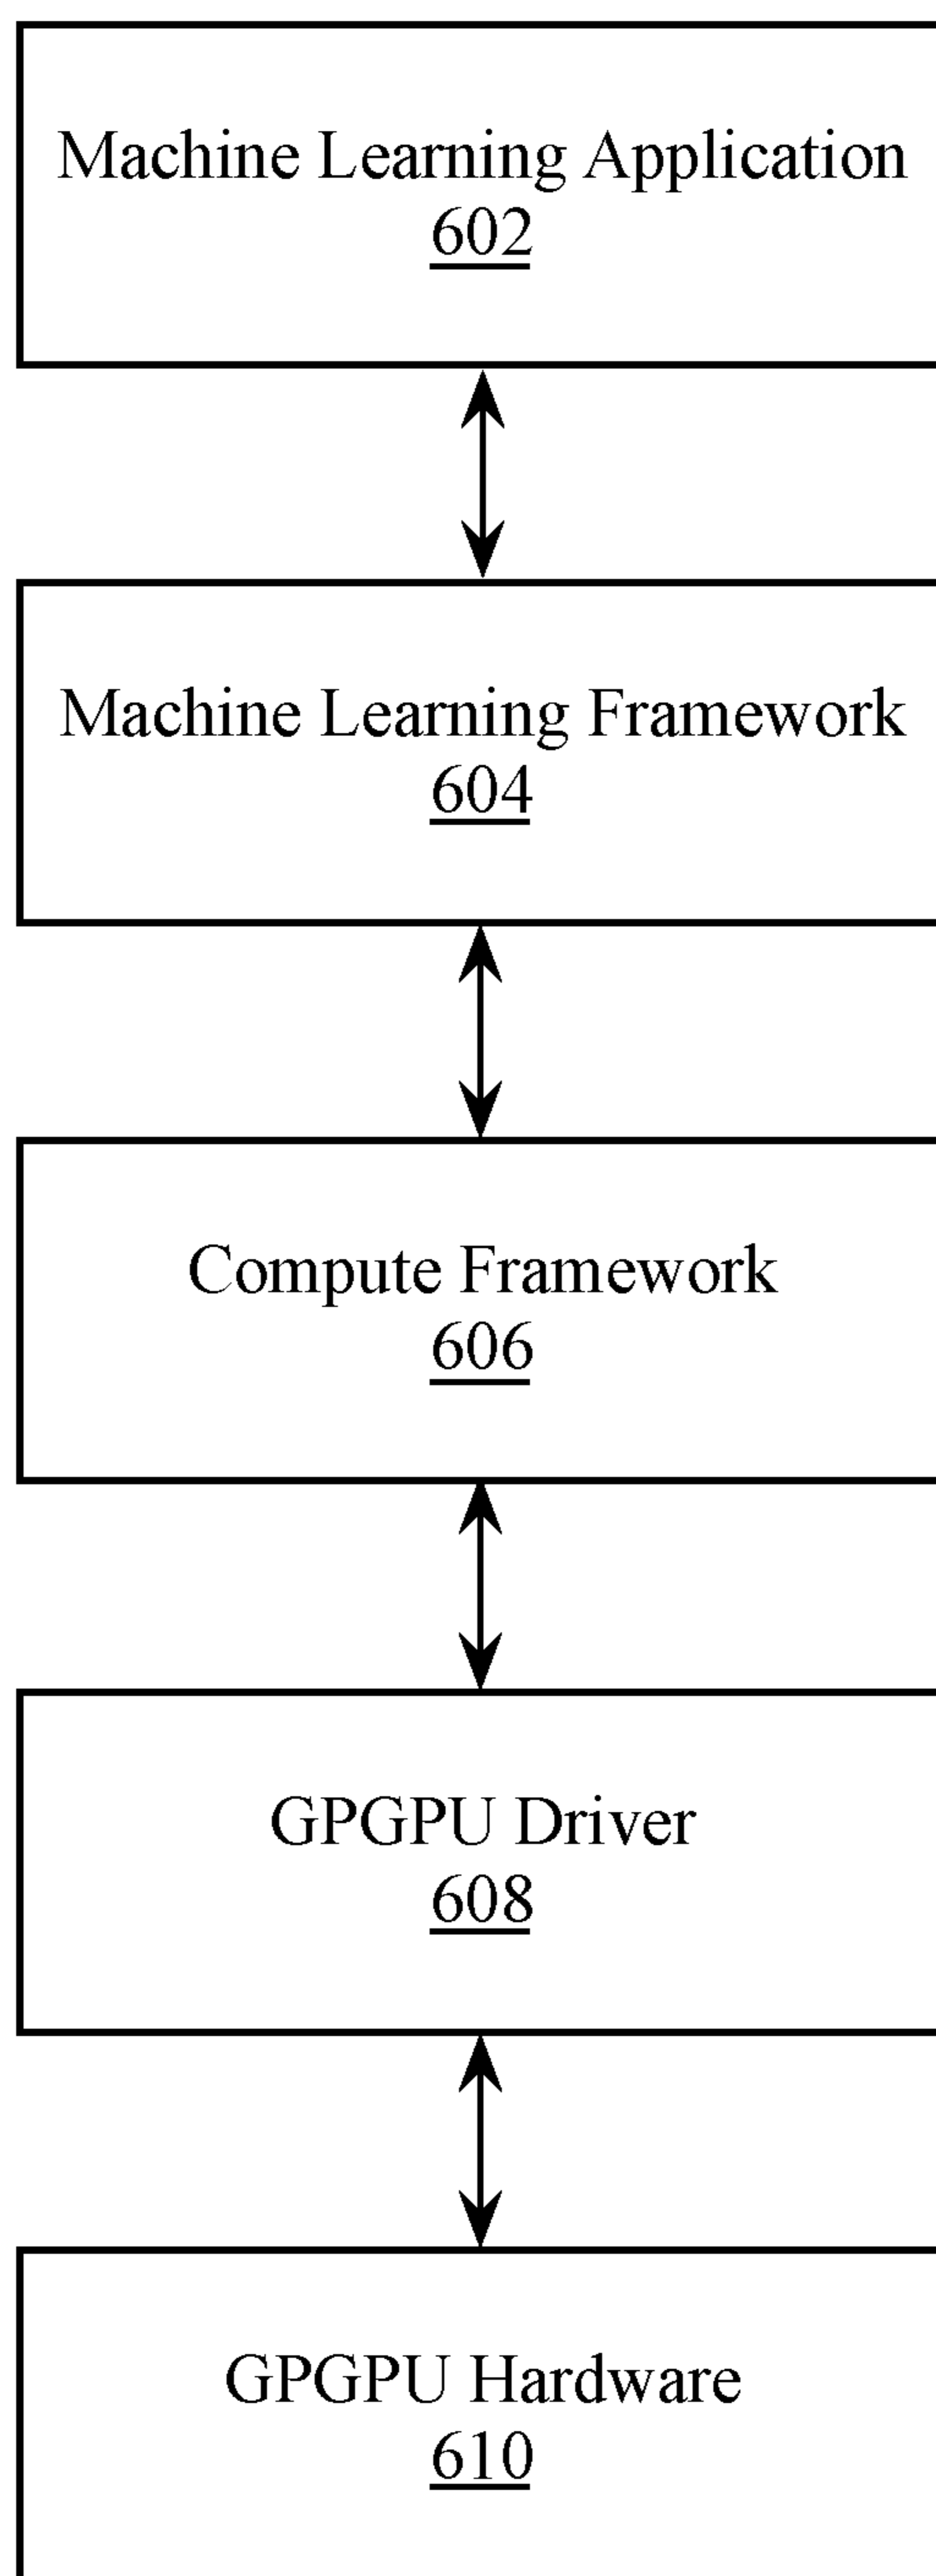 Machine Learning Application
602
Machine Learning Framework
604
Compute Framework
606
GPGPU Driver
608
GPGPU Hardware
610